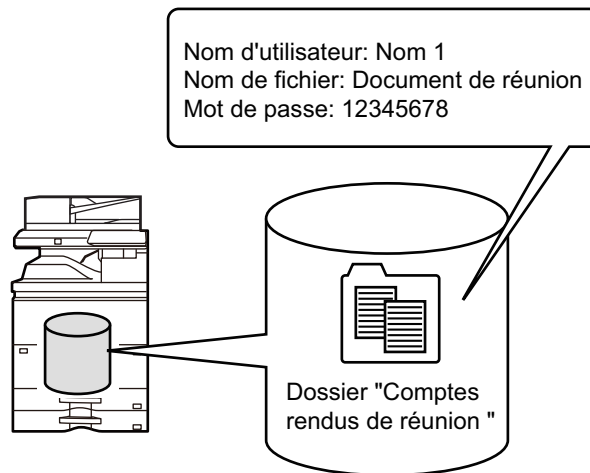 Nom d'utilisateur: Nom 1
Nom de fichier: Document de réunion
Mot de passe: 12345678
Dossier "Comptes
rendus de réunion "